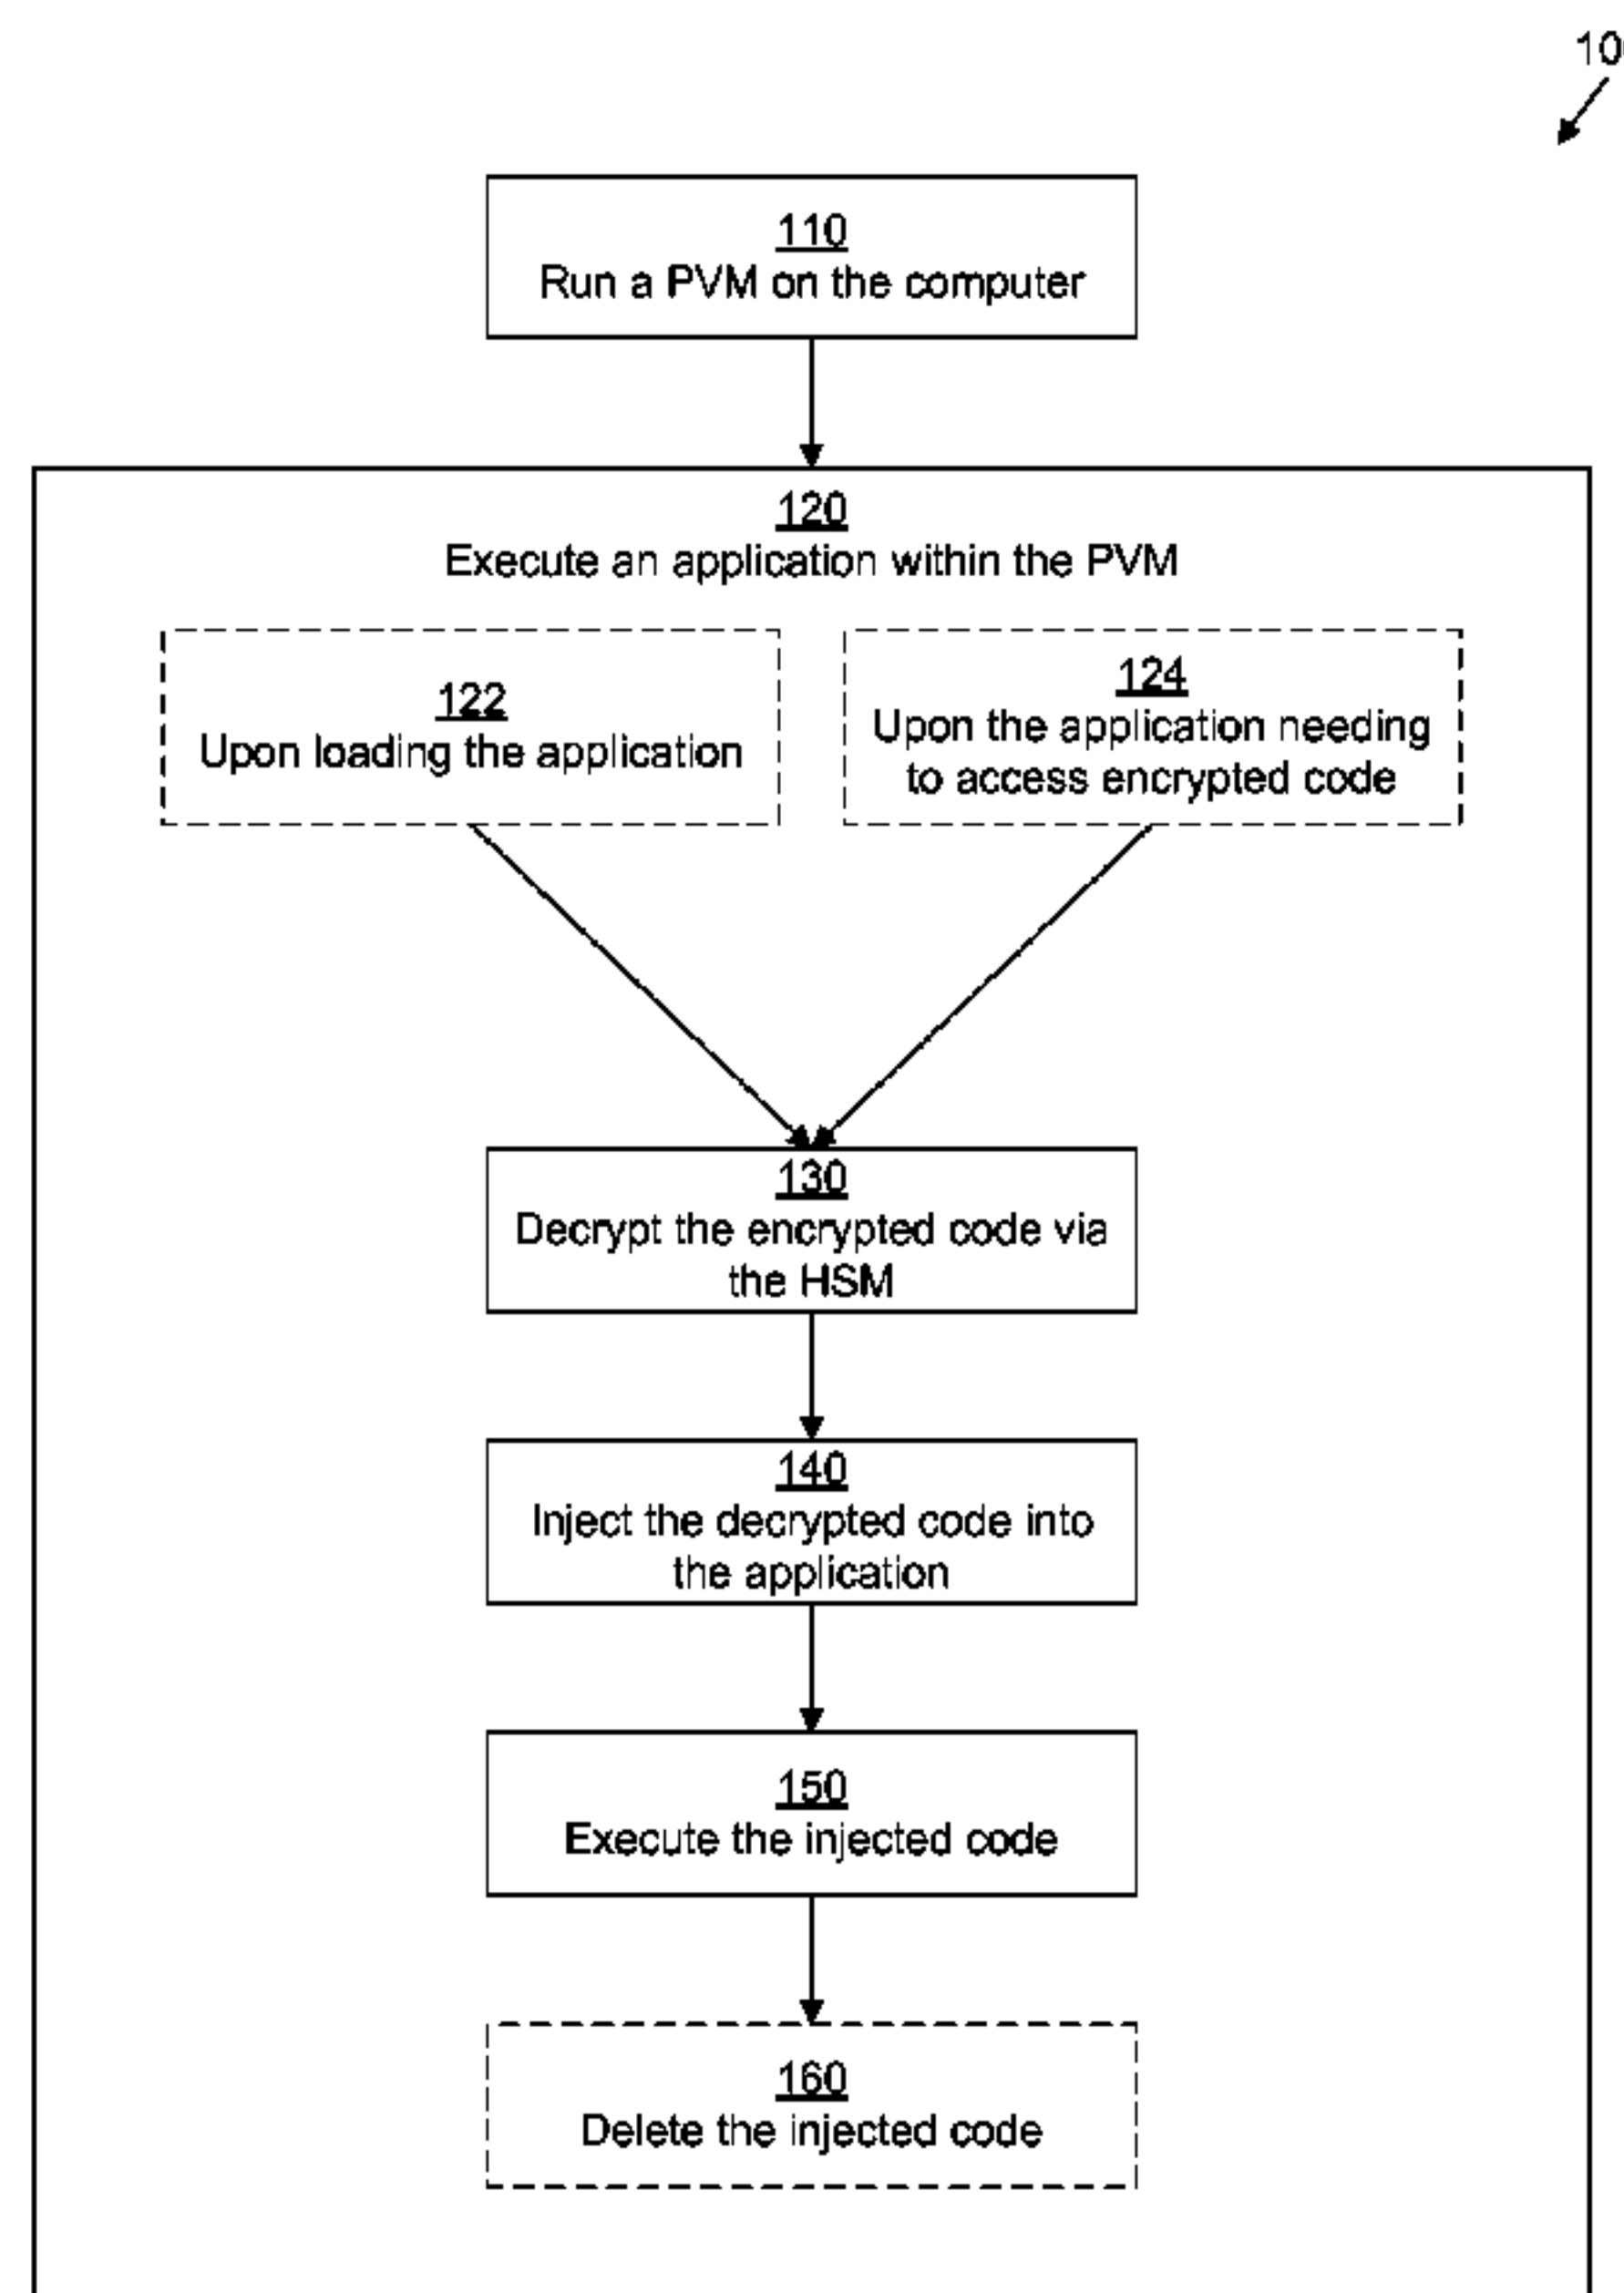 10
110
Run a PVM on the computer
120
Execute an application within the PVM
122
Upon loading the application
124
Upon the application needing
to access encrypted code
130
Decrypt the encrypted code via
the HSM
140
Inject the decrypted code into
the application
150
Execute the injected code
160
Delete the injected code